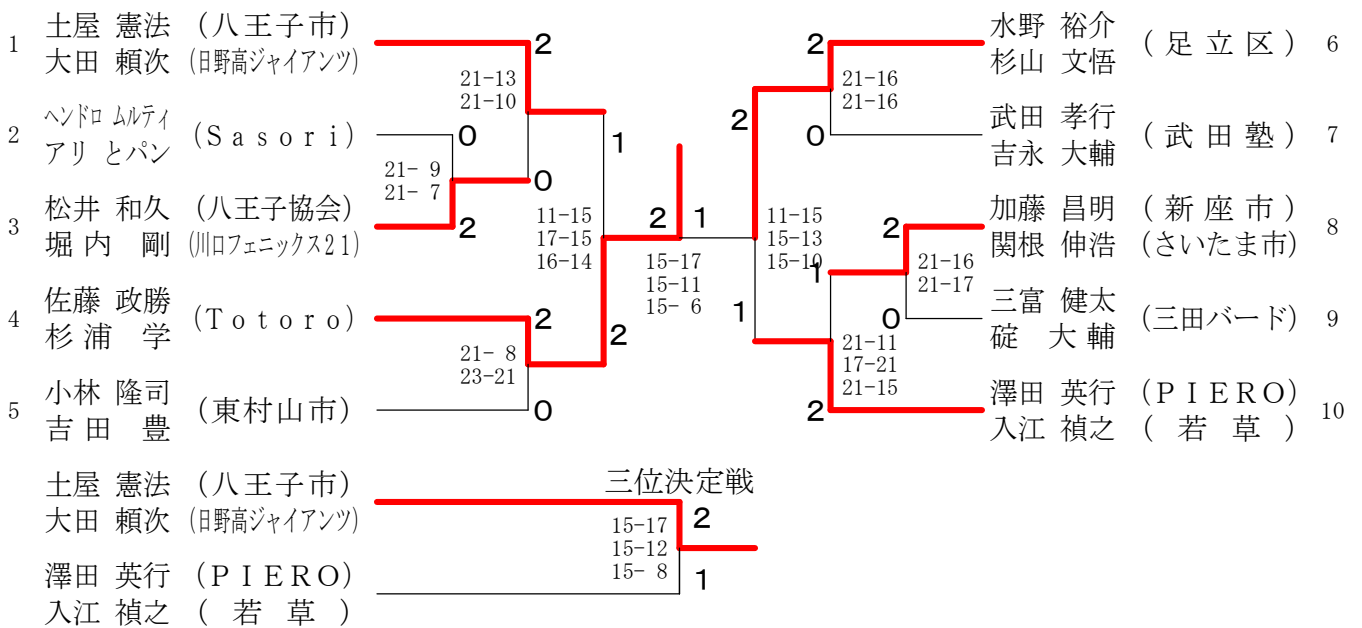 1 土屋 憲法 (八王子市)
大田 頼次 (日野高ジャイアンツ)
2 ヘンドロ ムルティ
アリ とパン (Sasori)
3 松井 和久 (八王子協会)
堀内 剛 (川口フェニックス21)
4 佐藤 政勝
杉浦 学 (Totoro)
5 小林 隆司
吉田 豊 (東村山市)
2
21-13
21-10
0
21- 9
21- 7
0
2
1
11-15
17-15
16-14
2
2
21- 8
23-21
0
2
1
15-17
15-11
15- 6
水野 裕介
杉山 文悟 (足立区) 6
武田 孝行
吉永 大輔 (武田塾) 7
加藤 昌明 (新座市)
関根 伸浩 (さいたま市) 8
三富 健太
碇 大輔 (三田バード) 9
澤田 英行 (PIERO)
入江 禎之 (若草) 10
2
21-16
21-16
0
2
11-15
15-13
15-10
1
2
21-16
21-17
0
1
21-11
17-21
21-15
2
三位決定戦
土屋 憲法 (八王子市)
大田 頼次 (日野高ジャイアンツ)
2
15-17
15-12
15- 8
1
澤田 英行 (PIERO)
入江 禎之 (若草)